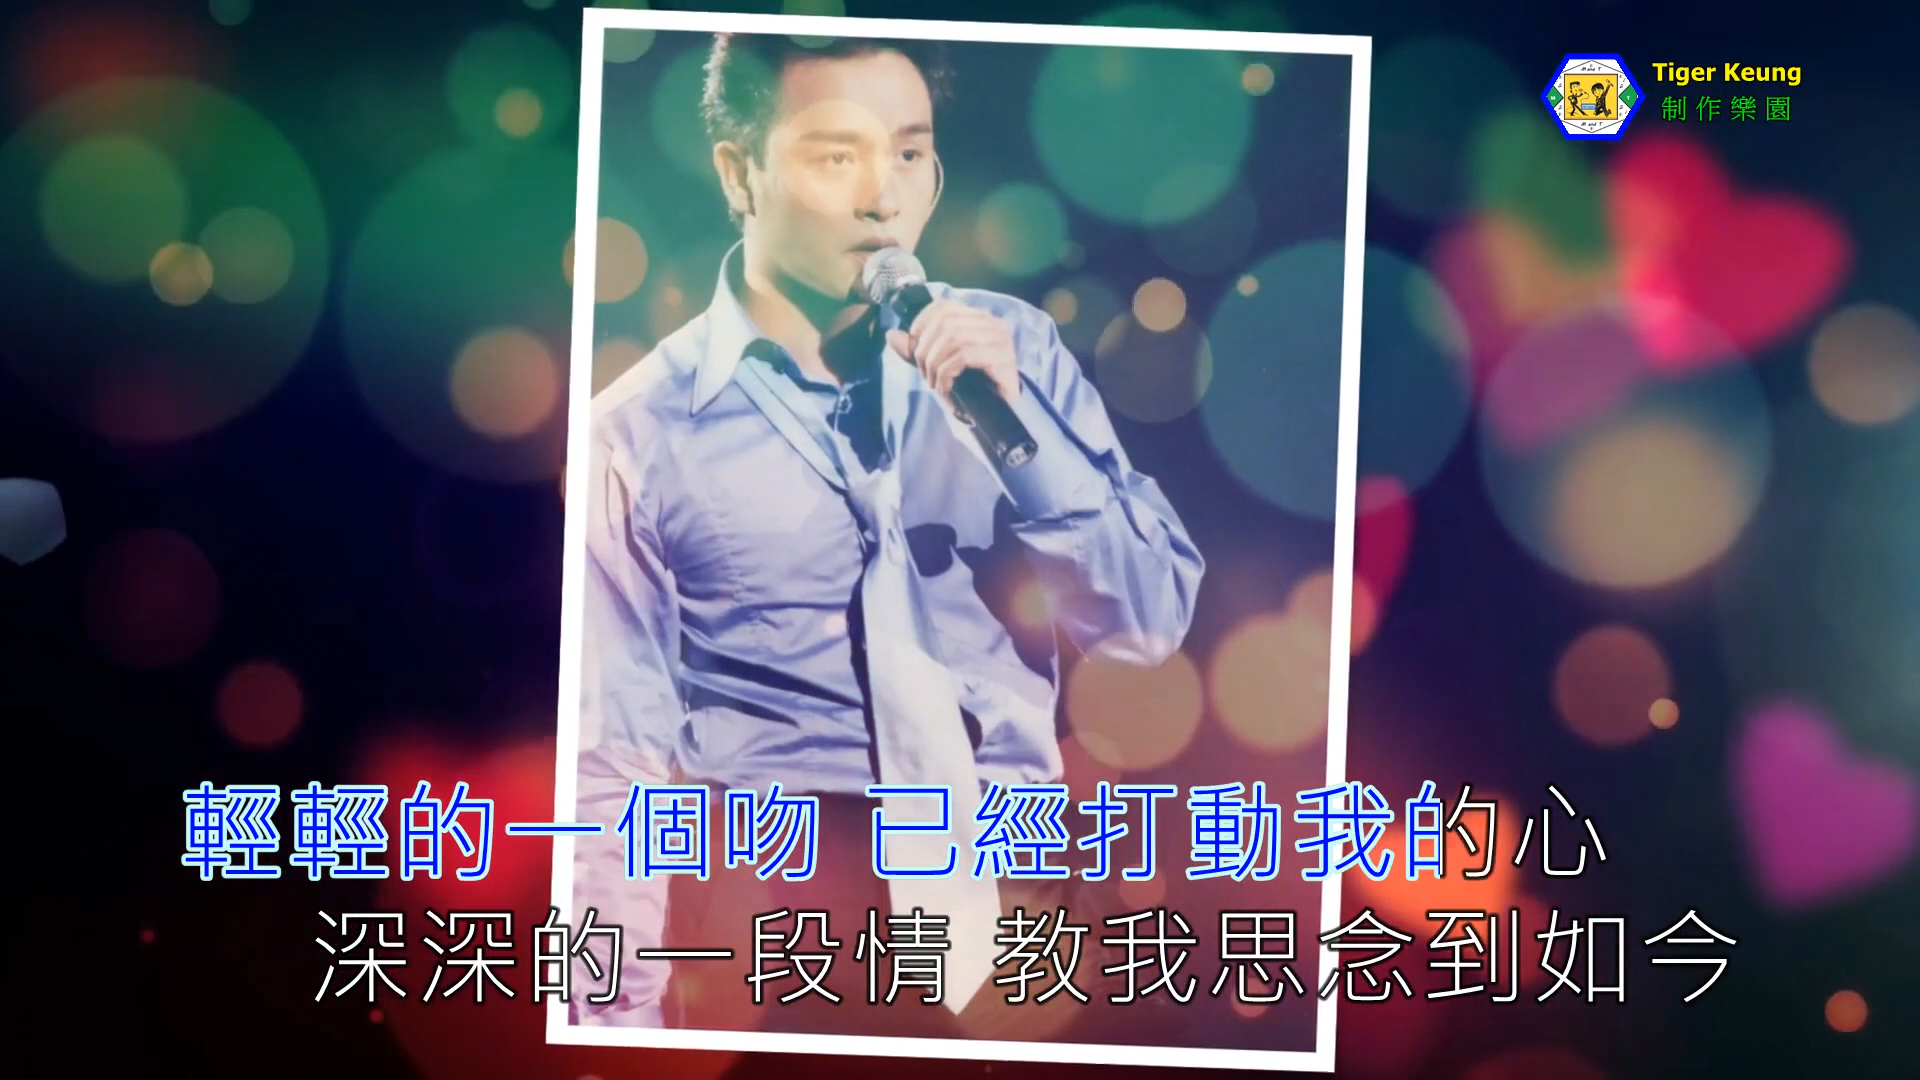 Tiger Keung
制作樂園
輕輕的一個吻 已經打動我的心
深深的一段情 教我思念到如今